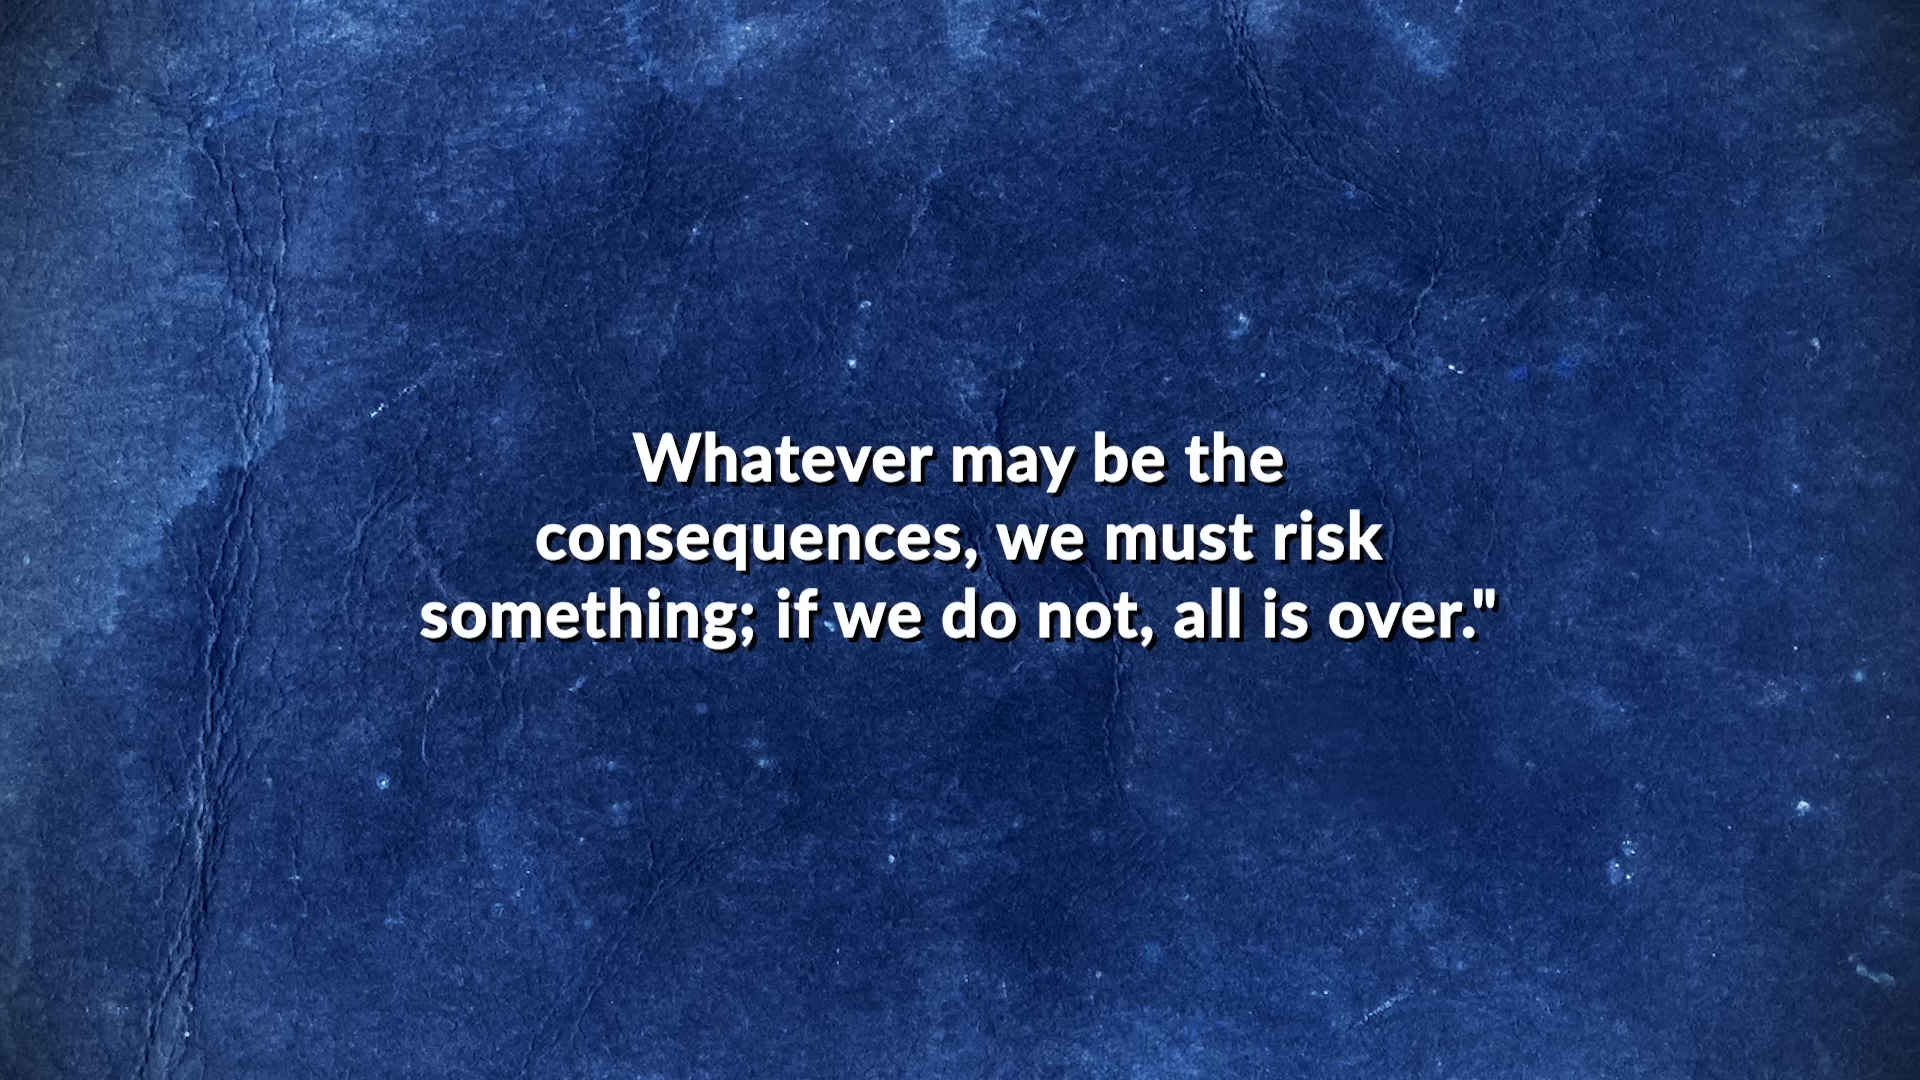 Whatever may be the
consequences, we must risk
something; if we do not, all is over."